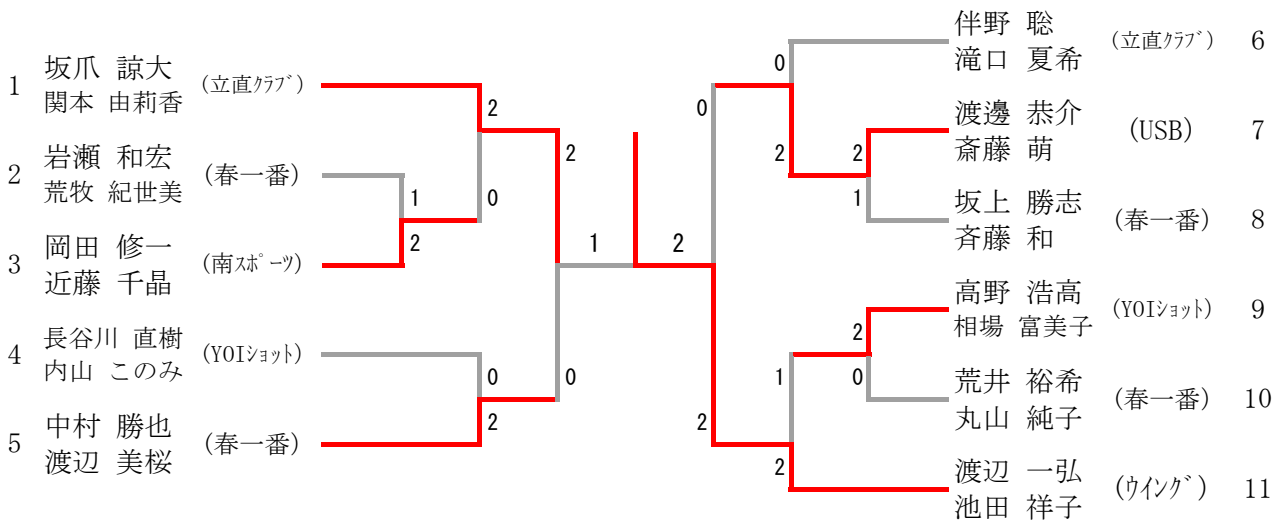 1 坂爪 諒大 (立直ｸﾗﾌﾞ)
関本 由莉香
2 岩瀬 和宏 (春一番)
荒牧 紀世美
3 岡田 修一 (南ｽﾎﾟｰﾂ)
近藤 千晶
4 長谷川 直樹 (YOIｼｮｯﾄ)
内山 このみ
5 中村 勝也 (春一番)
渡辺 美桜
2
0
1
2
0
2
2
0
1
2
0
2
0
2
2
1
2
0
1
2
伴野 聡 (立直ｸﾗﾌﾞ) 6
滝口 夏希
渡邊 恭介 (USB) 7
斎藤 萌
坂上 勝志 (春一番) 8
斉藤 和
高野 浩高 (YOIｼｮｯﾄ) 9
相場 富美子
荒井 裕希 (春一番) 10
丸山 純子
渡辺 一弘 (ｳｲﾝｸﾞ) 11
池田 祥子